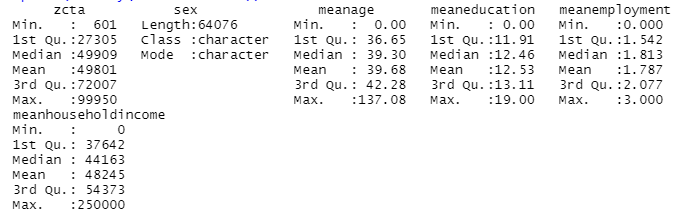 zcta sex meanage meaneducation meanemployment
Min. : 601 Length:64076 Min. : 0.00 Min. : 0.00 Min. :0.000
1st Qu.:27305 Class :character 1st Qu.: 36.65 1st Qu.:11.91 1st Qu.:1.542
Median :49909 Mode :character Median : 39.30 Median :12.46 Median :1.813
Mean :49801 Mean : 39.68 Mean :12.53 Mean :1.787
3rd Qu.:72007 3rd Qu.: 42.28 3rd Qu.:13.11 3rd Qu.:2.077
Max. :99950 Max. :137.08 Max. :19.00 Max. :3.000
meanhouseholdincome
Min. : 0
1st Qu.: 37642
Median : 44163
Mean : 48245
3rd Qu.: 54373
Max. :250000